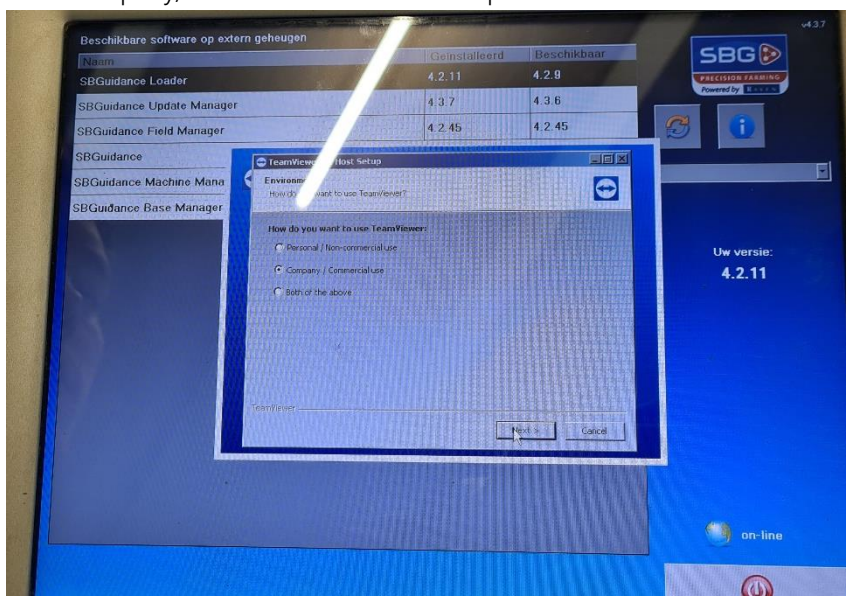 v4.3.7
Beschikbare software op extern geheugen
Naam Geinstalleerd Beschikbaar
SBGuidance Loader 4.2.11 4.2.9
SBGuidance Update Manager 4.3.7 4.3.6
SBGuidance Field Manager 4.2.45 4.2.45
SBGuidance
SBGuidance Machine Mana
SBGuidance Base Manager
SBG
PRECISION FARMING
Powered by
TeamViewer Host Setup
Environm
How do want to use TeamViewer?
How do you want to use TeamViewer:
Personal / Non-commercial use
Company / Commercial use
Both of the above
TeamViewer
Next > Cancel
Uw versie:
4.2.11
on-line